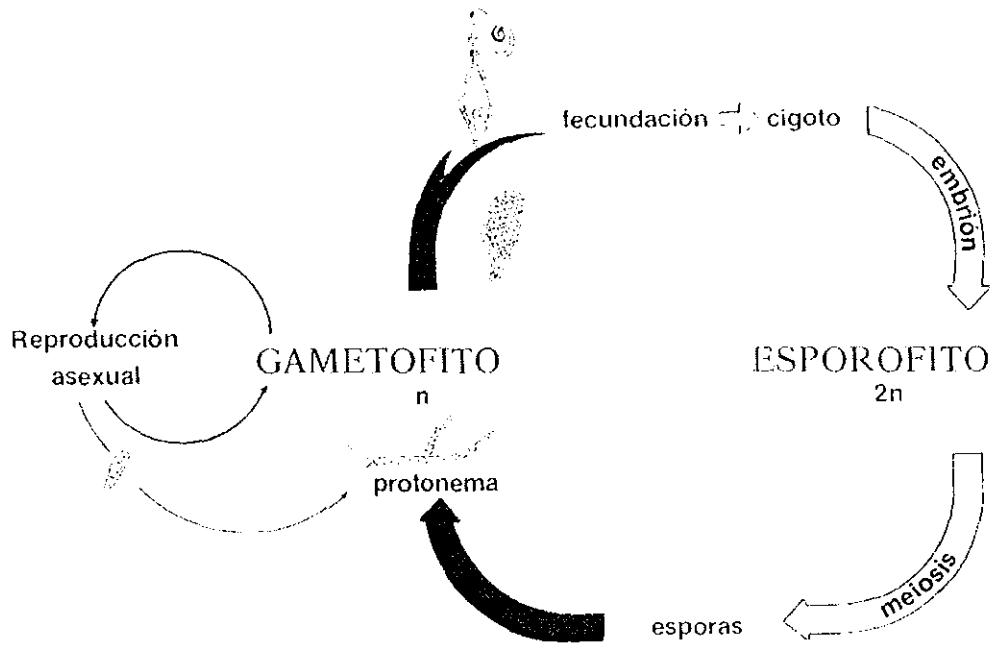 fecundación cigoto
embrión
Reproducción
asexual
GAMETOFITO
n
ESPOROFITO
2n
protonema
meiosis
esporas